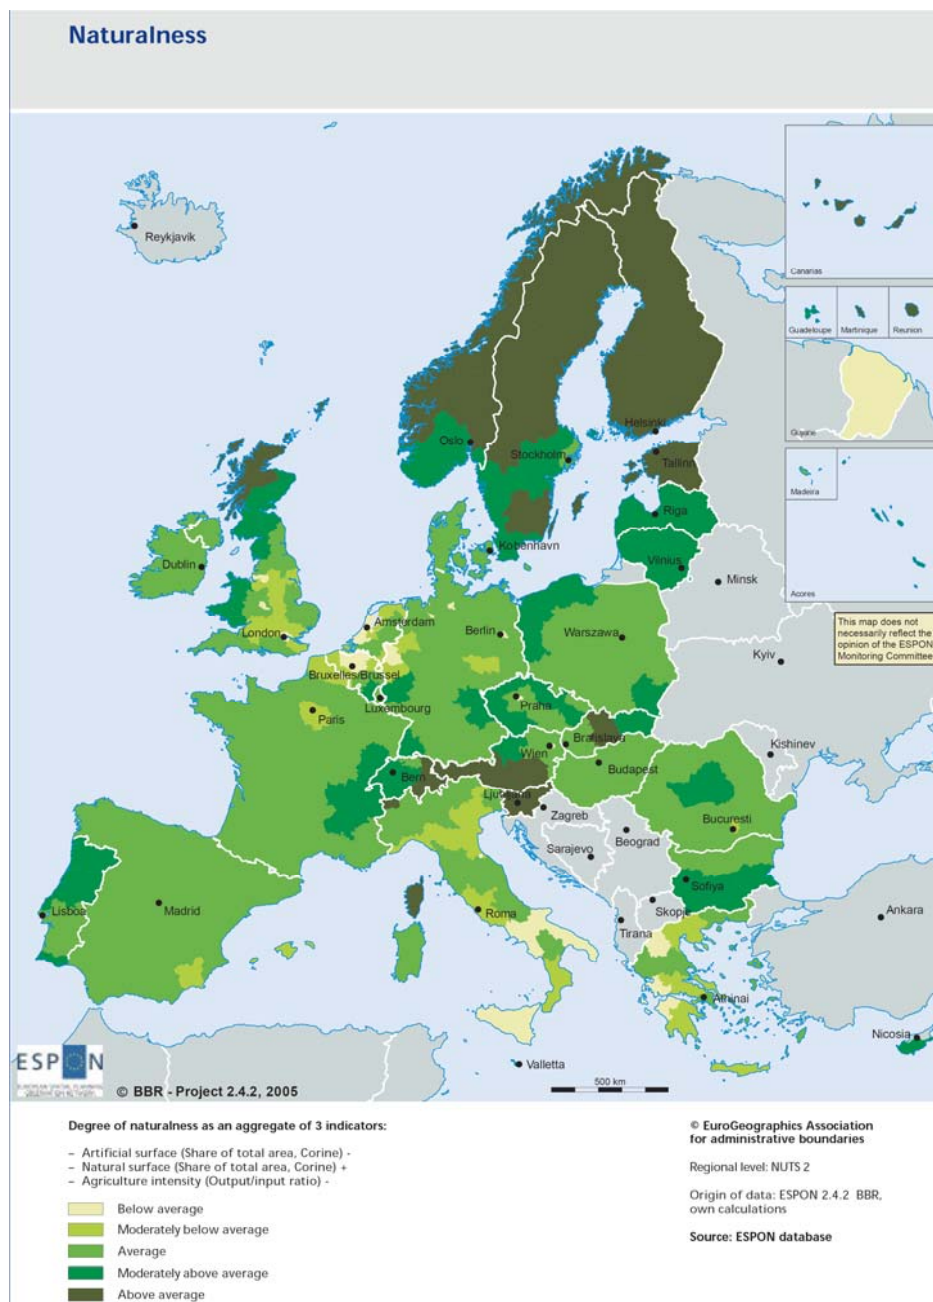 Naturalness
Reykjavik
Canarias
Guadeloupe
Martinique
Reunion
Guyane
Madeira
Acores
This map does not
necessarily reflect the
opinion of the ESPON
Monitoring Committee
Oslo
Helsinki
Stockholm
Tallinn
Riga
Kobenhavn
Vilnius
Dublin
Minsk
London
Amsterdam
Berlin
Warszawa
Kyiv
Bruxelles/Brussel
Luxembourg
Praha
Paris
Bratislava
Wien
Kishinev
Bern
Budapest
Ljubljana
Zagreb
Bucuresti
Beograd
Sarajevo
Sofiya
Lisboa
Madrid
Roma
Skopje
Tirana
Ankara
Athinai
Nicosia
Valletta
ESPON
© BBR - Project 2.4.2, 2005
500 km
Degree of naturalness as an aggregate of 3 indicators:
– Artificial surface (Share of total area, Corine) -
– Natural surface (Share of total area, Corine) +
– Agriculture intensity (Output/input ratio) -
Below average
Moderately below average
Average
Moderately above average
Above average
© EuroGeographics Association
for administrative boundaries
Regional level: NUTS 2
Origin of data: ESPON 2.4.2 BBR,
own calculations
Source: ESPON database